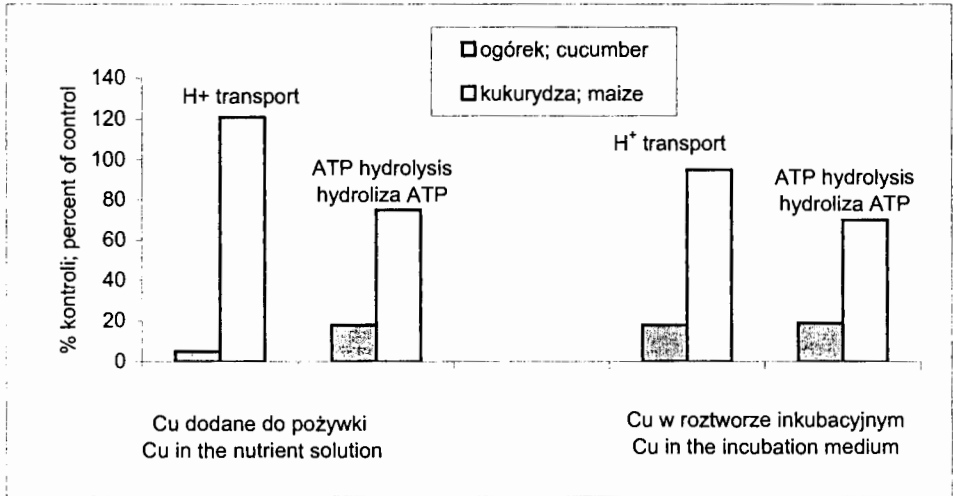 ogórek; cucumber
kukurydza; maize
% kontroli; percent of control
140
120
100
80
60
40
20
0
H+ transport
ATP hydrolysis
hydroliza ATP
H⁺ transport
ATP hydrolysis
hydroliza ATP
Cu dodane do pożywki
Cu in the nutrient solution
Cu w roztworze inkubacyjnym
Cu in the incubation medium